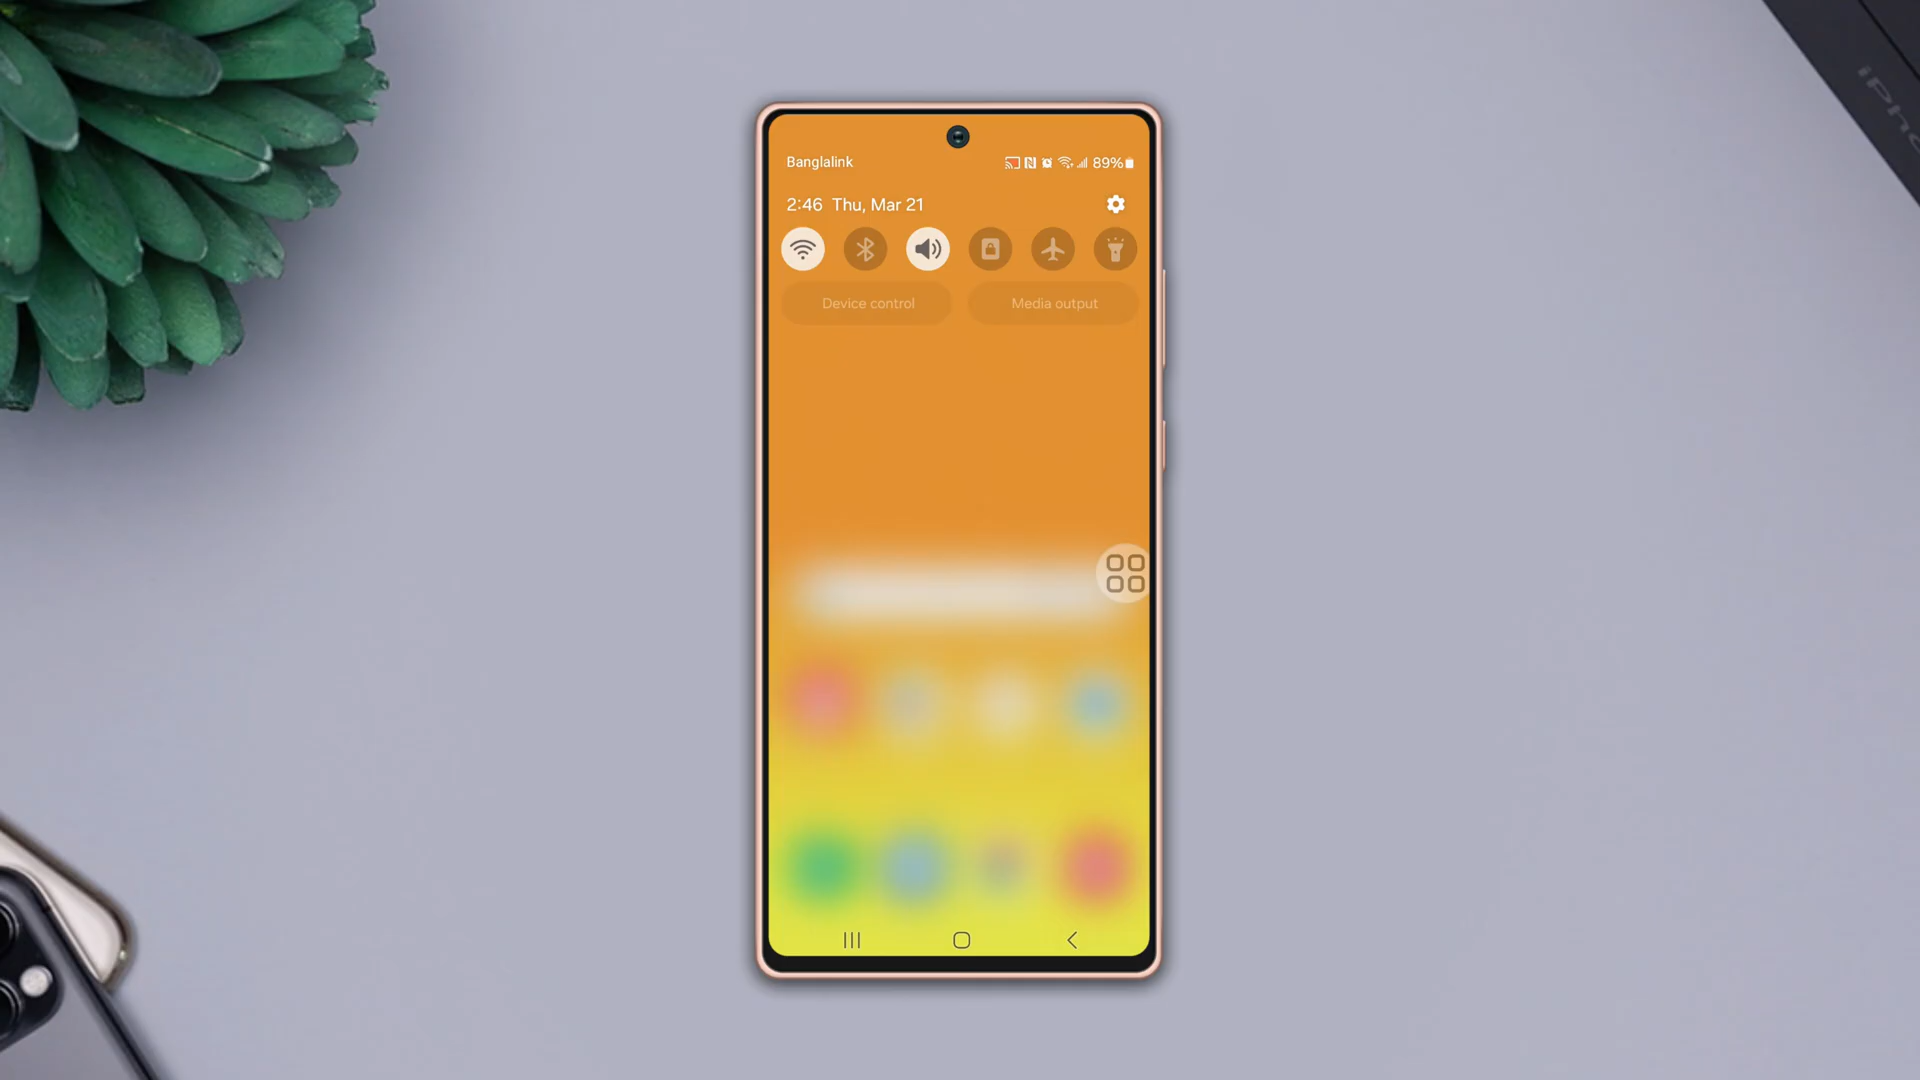 Banglalink
89%
2:46 Thu, Mar 21
Device control
Media output